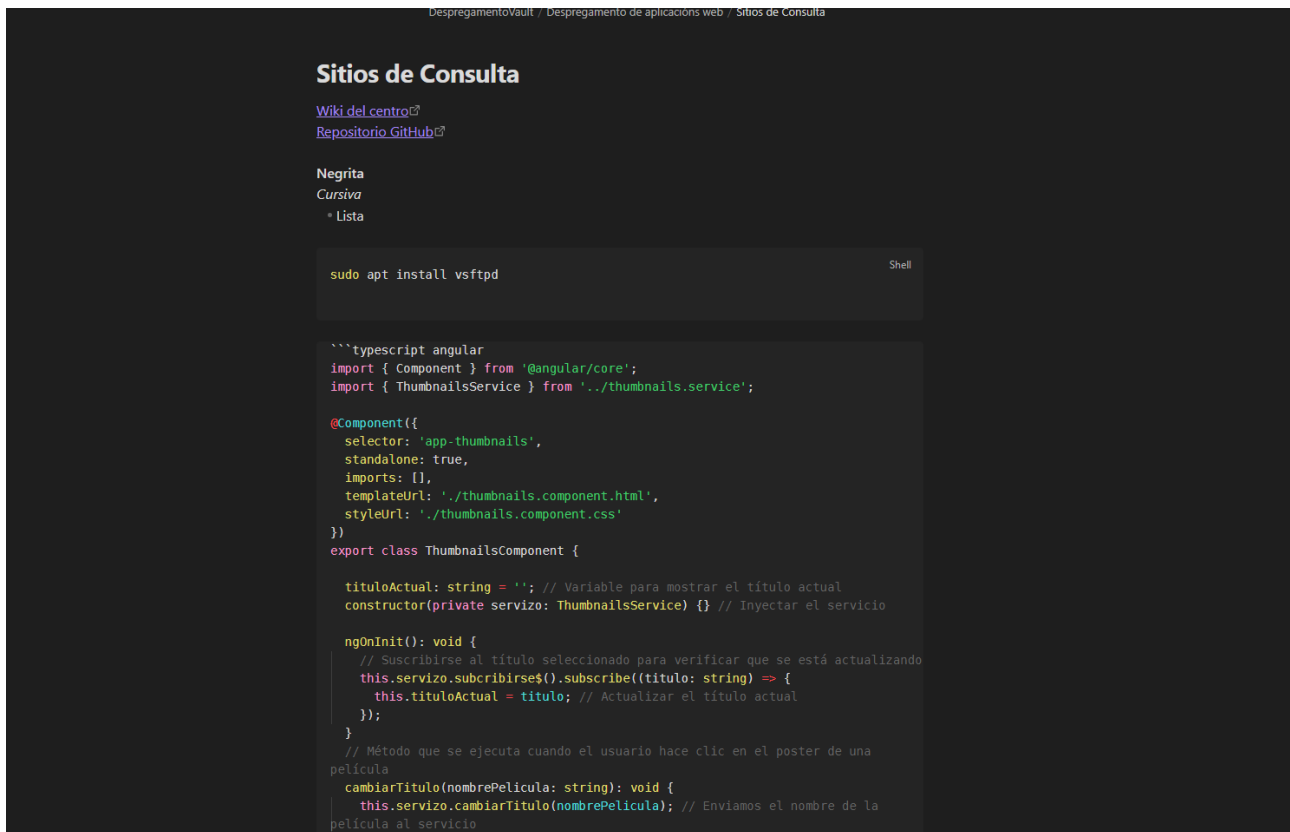 DespregamentoVault / Despregamento de aplicacións web / Sitios de Consulta
Sitios de Consulta
Wiki del centro
Repositorio GitHub
Negrita
Cursiva
• Lista
Shell
sudo apt install vsftpd
```typescript angular
import { Component } from '@angular/core';
import { ThumbnailsService } from '../thumbnails.service';
@Component({
  selector: 'app-thumbnails',
  standalone: true,
  imports: [],
  templateUrl: './thumbnails.component.html',
  styleUrl: './thumbnails.component.css'
})
export class ThumbnailsComponent {
  tituloActual: string = ''; // Variable para mostrar el título actual
  constructor(private servizo: ThumbnailsService) {} // Inyectar el servicio
  ngOnInit(): void {
    // Suscribirse al título seleccionado para verificar que se está actualizando
    this.servizo.subcribirse$().subscribe((titulo: string) => {
      this.tituloActual = titulo; // Actualizar el título actual
    });
  }
  // Método que se ejecuta cuando el usuario hace clic en el poster de una
película
  cambiarTitulo(nombrePelicula: string): void {
    this.servizo.cambiarTitulo(nombrePelicula); // Enviamos el nombre de la
película al servicio